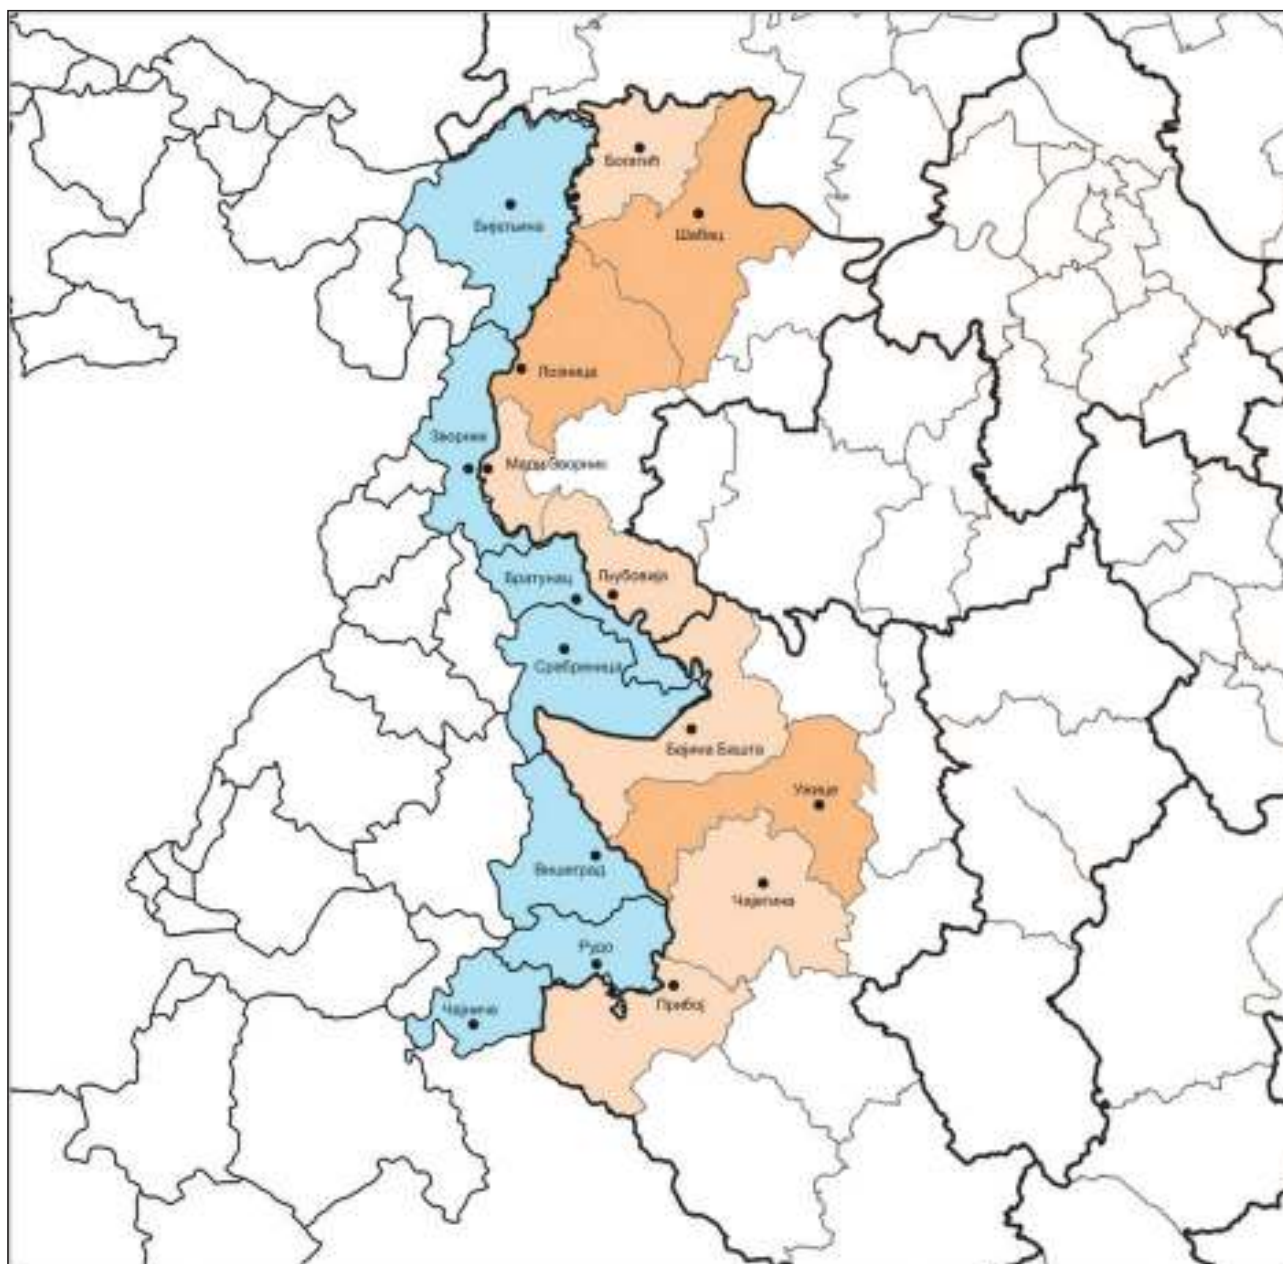 Богатић
Шабац
Бијељина
Лозница
Зворник
Мали Зворник
Братунац
Љубовија
Сребреница
Бајина Башта
Ужице
Вишеград
Чајетина
Рудо
Прибој
Чајниче